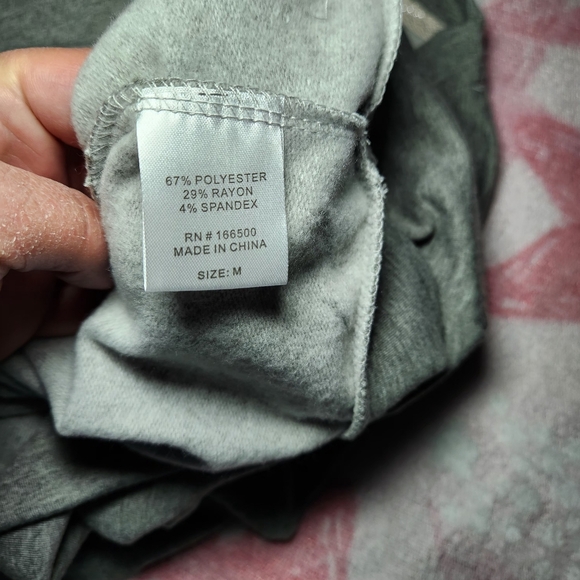 67% POLYESTER
29% RAYON
4% SPANDEX
RN # 166500
MADE IN CHINA
SIZE: M